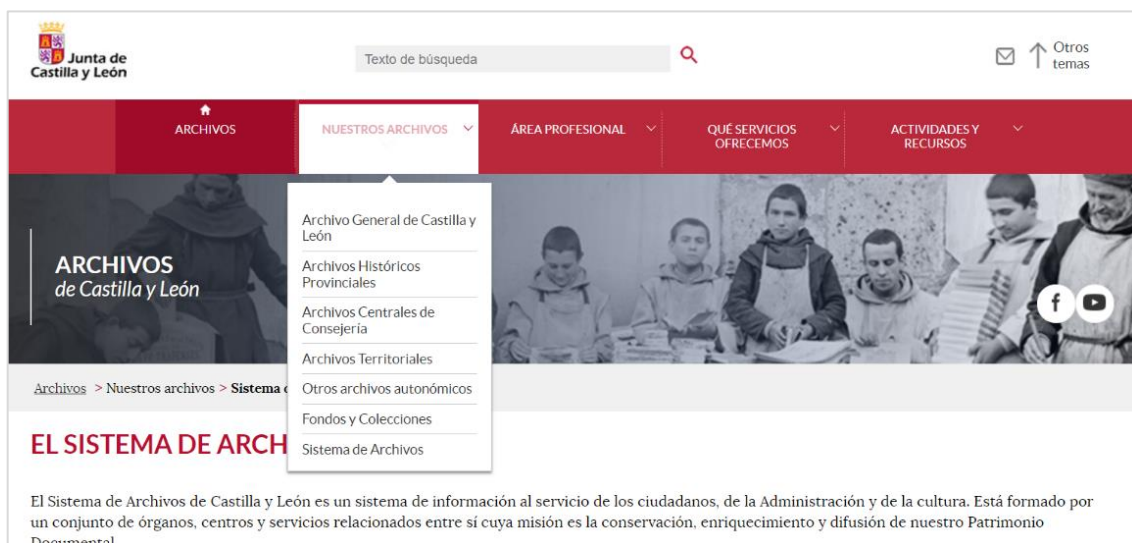 Junta de
Castilla y León
Texto de búsqueda
Otros
temas
ARCHIVOS
NUESTROS ARCHIVOS
ÁREA PROFESIONAL
QUÉ SERVICIOS
OFRECEMOS
ACTIVIDADES Y
RECURSOS
ARCHIVOS
de Castilla y León
Archivo General de Castilla y
León
Archivos Históricos
Provinciales
Archivos Centrales de
Consejería
Archivos Territoriales
Otros archivos autonómicos
Fondos y Colecciones
Sistema de Archivos
f
Archivos > Nuestros archivos > Sistema
EL SISTEMA DE ARCH
El Sistema de Archivos de Castilla y León es un sistema de información al servicio de los ciudadanos, de la Administración y de la cultura. Está formado por
un conjunto de órganos, centros y servicios relacionados entre sí cuya misión es la conservación, enriquecimiento y difusión de nuestro Patrimonio
Documental